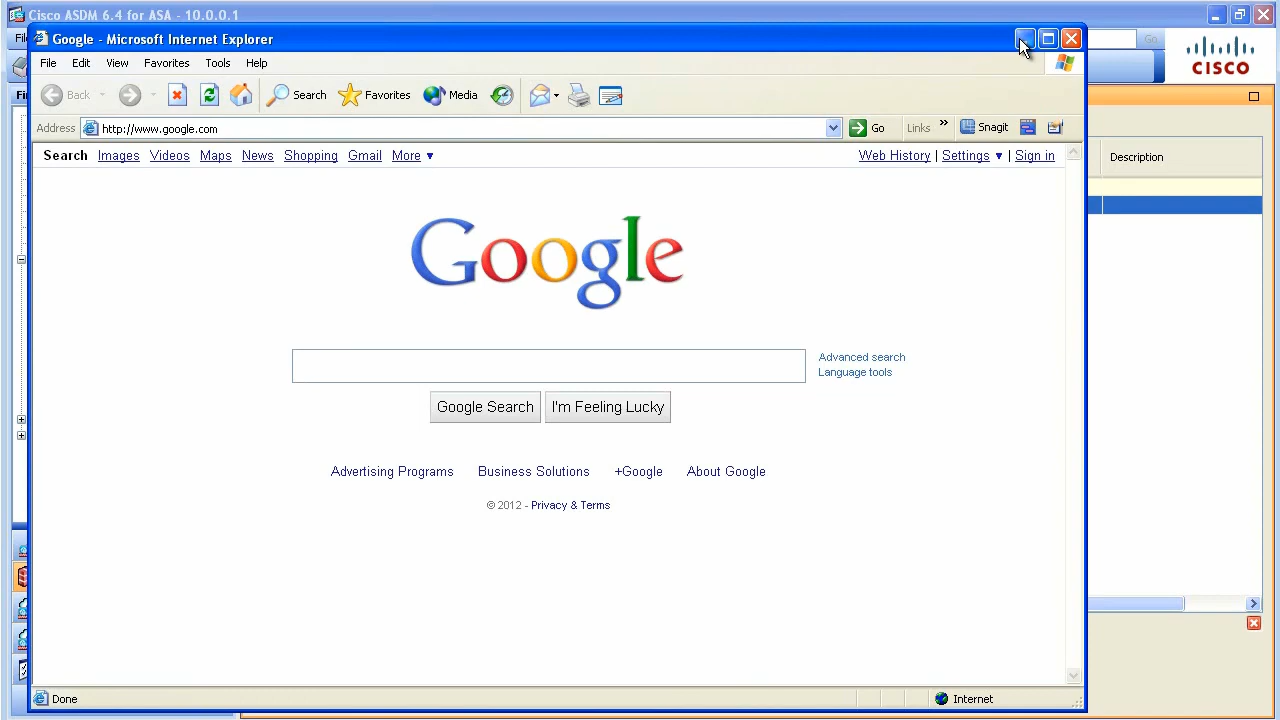 Cisco ASDM 6.4 for ASA - 10.0.0.1
Google - Microsoft Internet Explorer
File Edit View Favorites Tools Help
Go
CISCO
Back Search Favorites Media
Address http://www.google.com Go Links » Snagit
Search Images Videos Maps News Shopping Gmail More ▼ Web History | Settings ▼ | Sign in
Description
Google
Advanced search
Language tools
Google Search I'm Feeling Lucky
Advertising Programs Business Solutions +Google About Google
© 2012 - Privacy & Terms
Done Internet